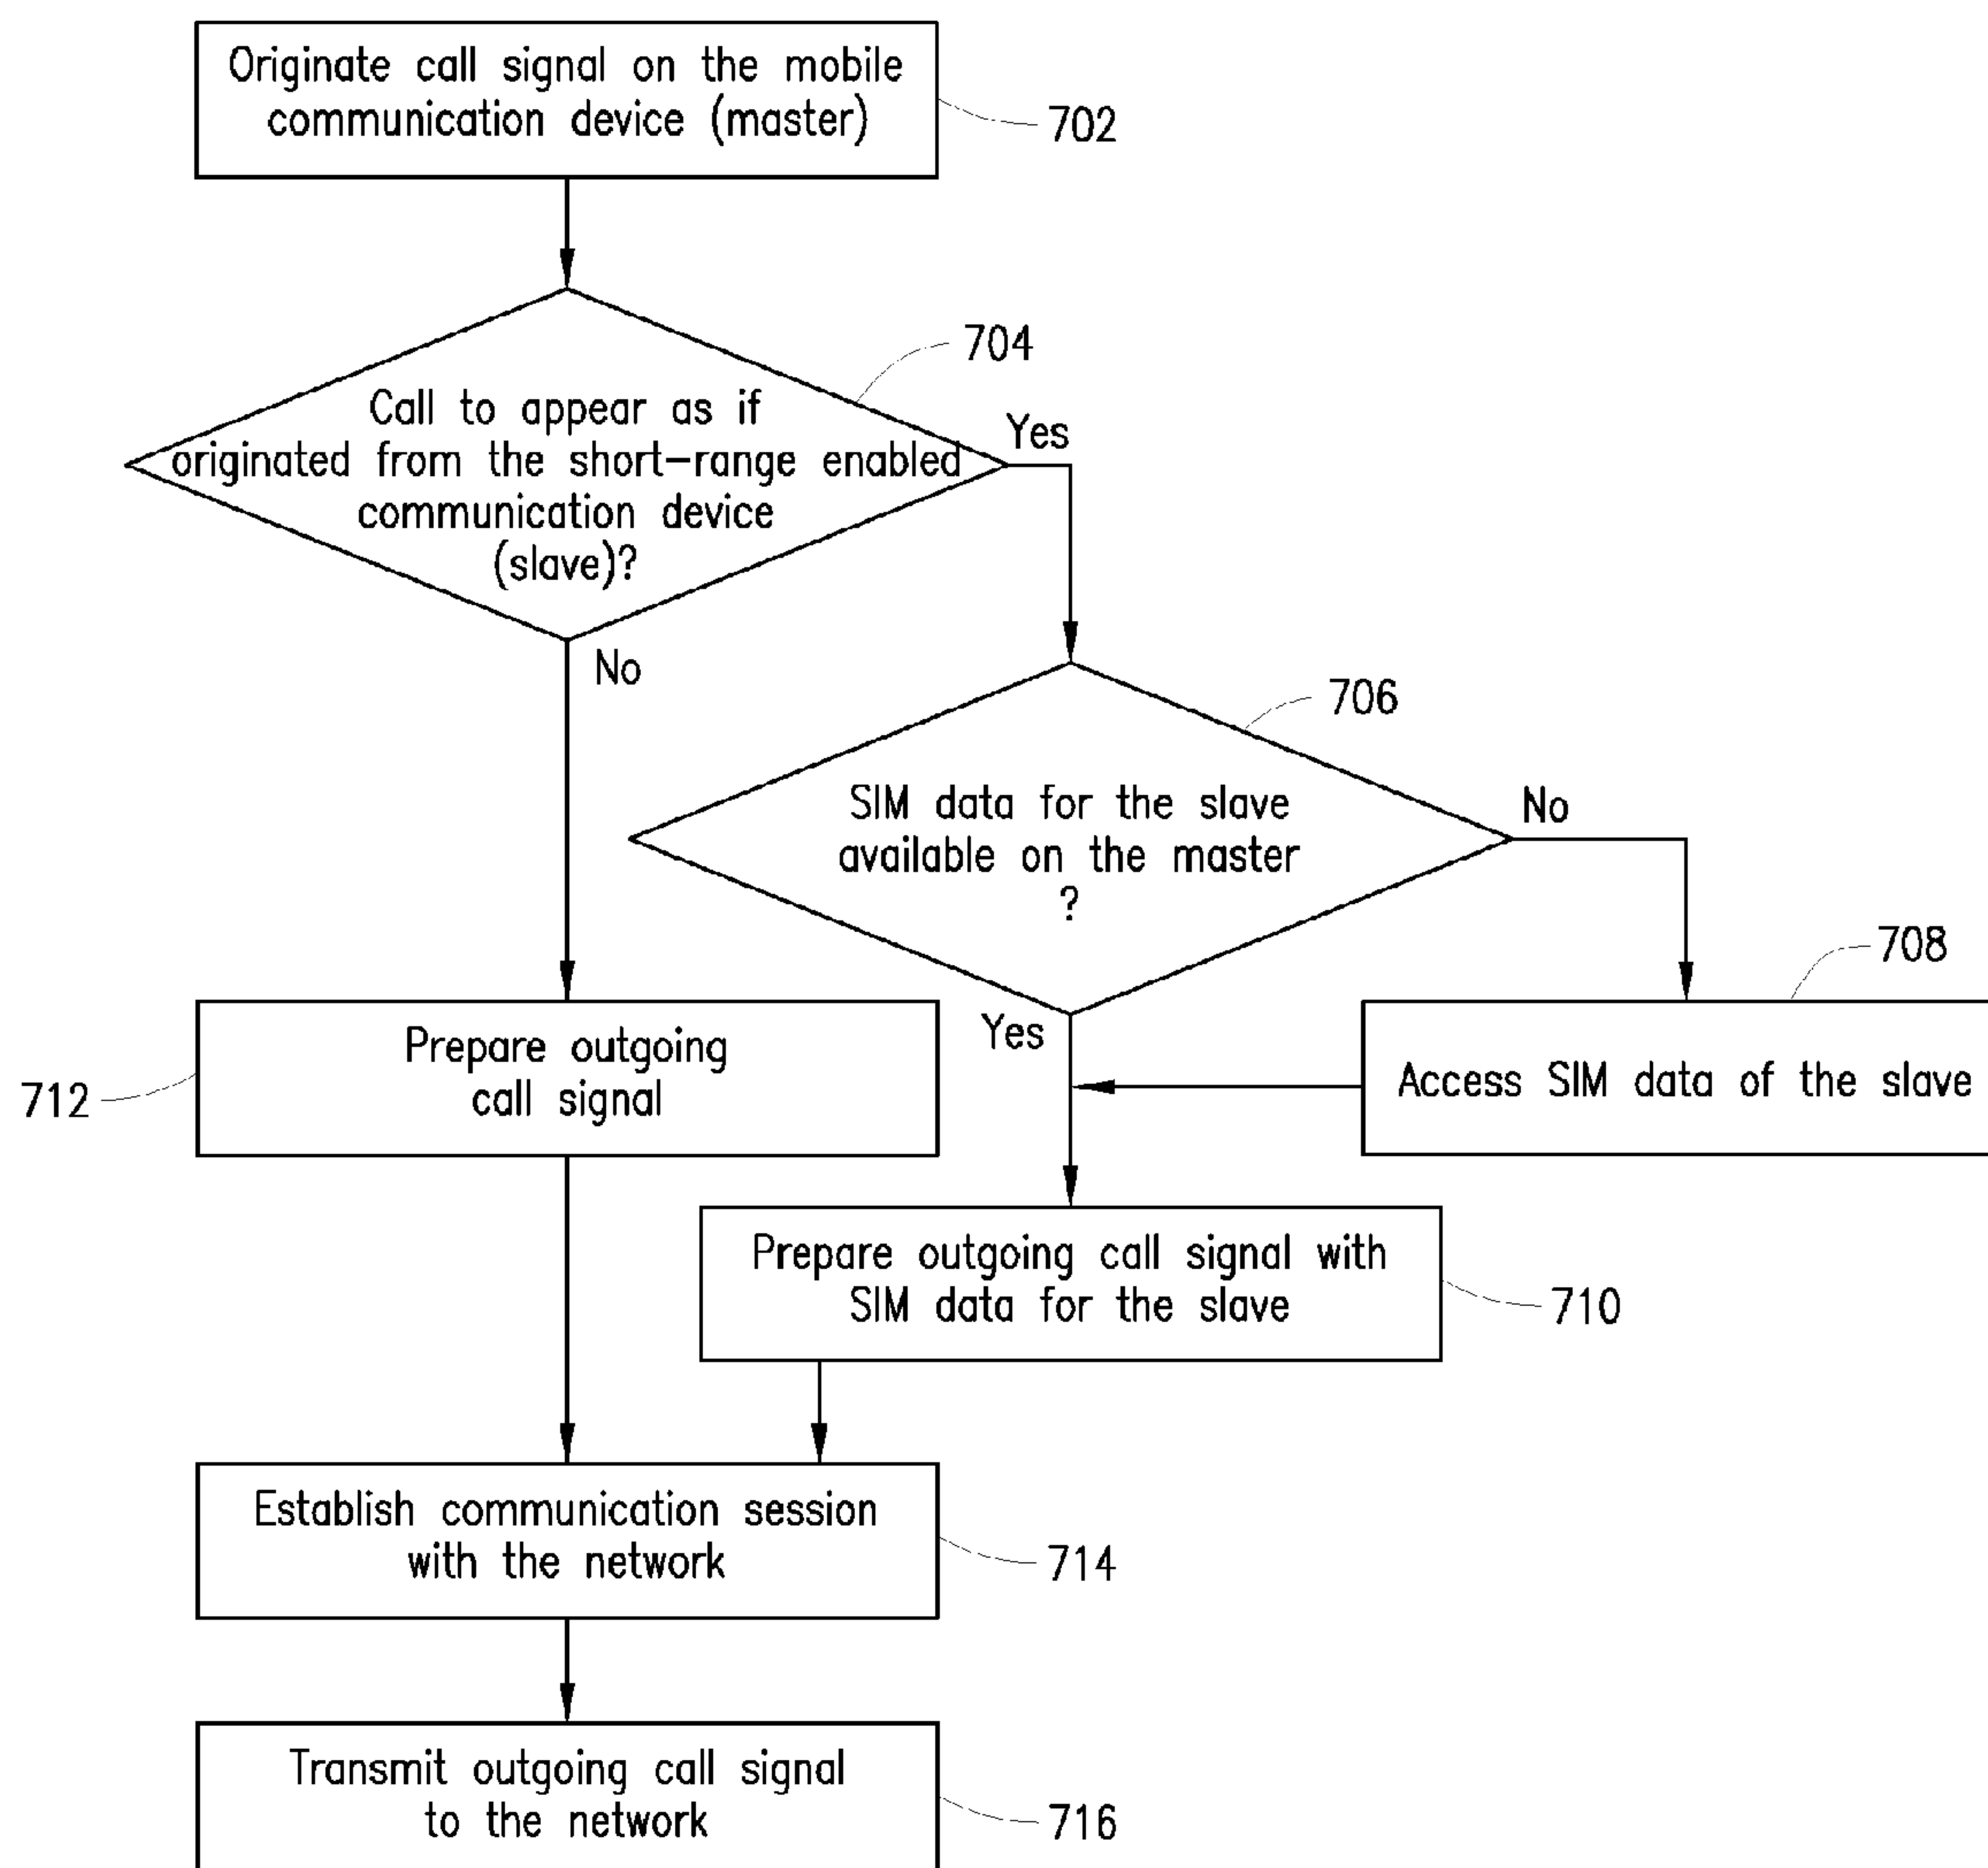 Originate call signal on the mobile
communication device (master)
702
704
Call to appear as if
originated from the short-range enabled
communication device
(slave)?
Yes
No
706
SIM data for the slave
available on the master
?
No
Yes
708
Access SIM data of the slave
Prepare outgoing
call signal
712
Prepare outgoing call signal with
SIM data for the slave
710
Establish communication session
with the network
714
Transmit outgoing call signal
to the network
716